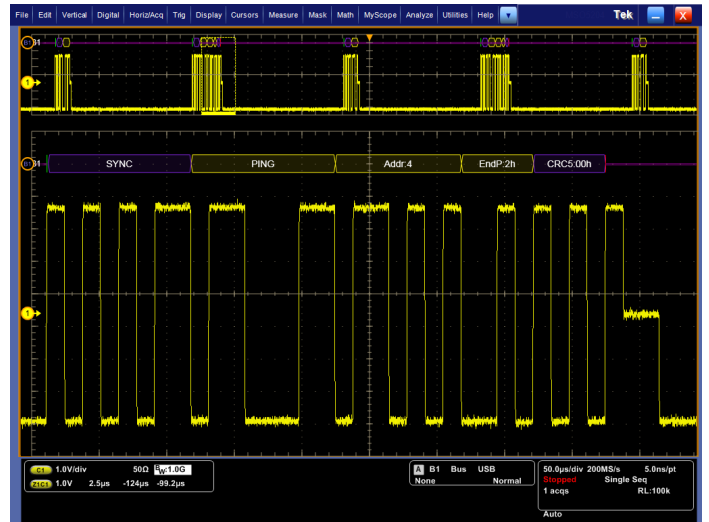 File Edit Vertical Digital Horiz/Acq Trig Display Cursors Measure Mask Math MyScope Analyze Utilities Help Tek X
B1
1
B1 SYNC PING Addr:4 EndP:2h CRC5:00h
1
C1 1.0V/div 50Ω BW:1.0G
Z1C1 1.0V 2.5µs -124µs -99.2µs
A B1 Bus USB
None Normal
50.0µs/div 200MS/s 5.0ns/pt
Stopped Single Seq
1 acqs RL:100k
Auto